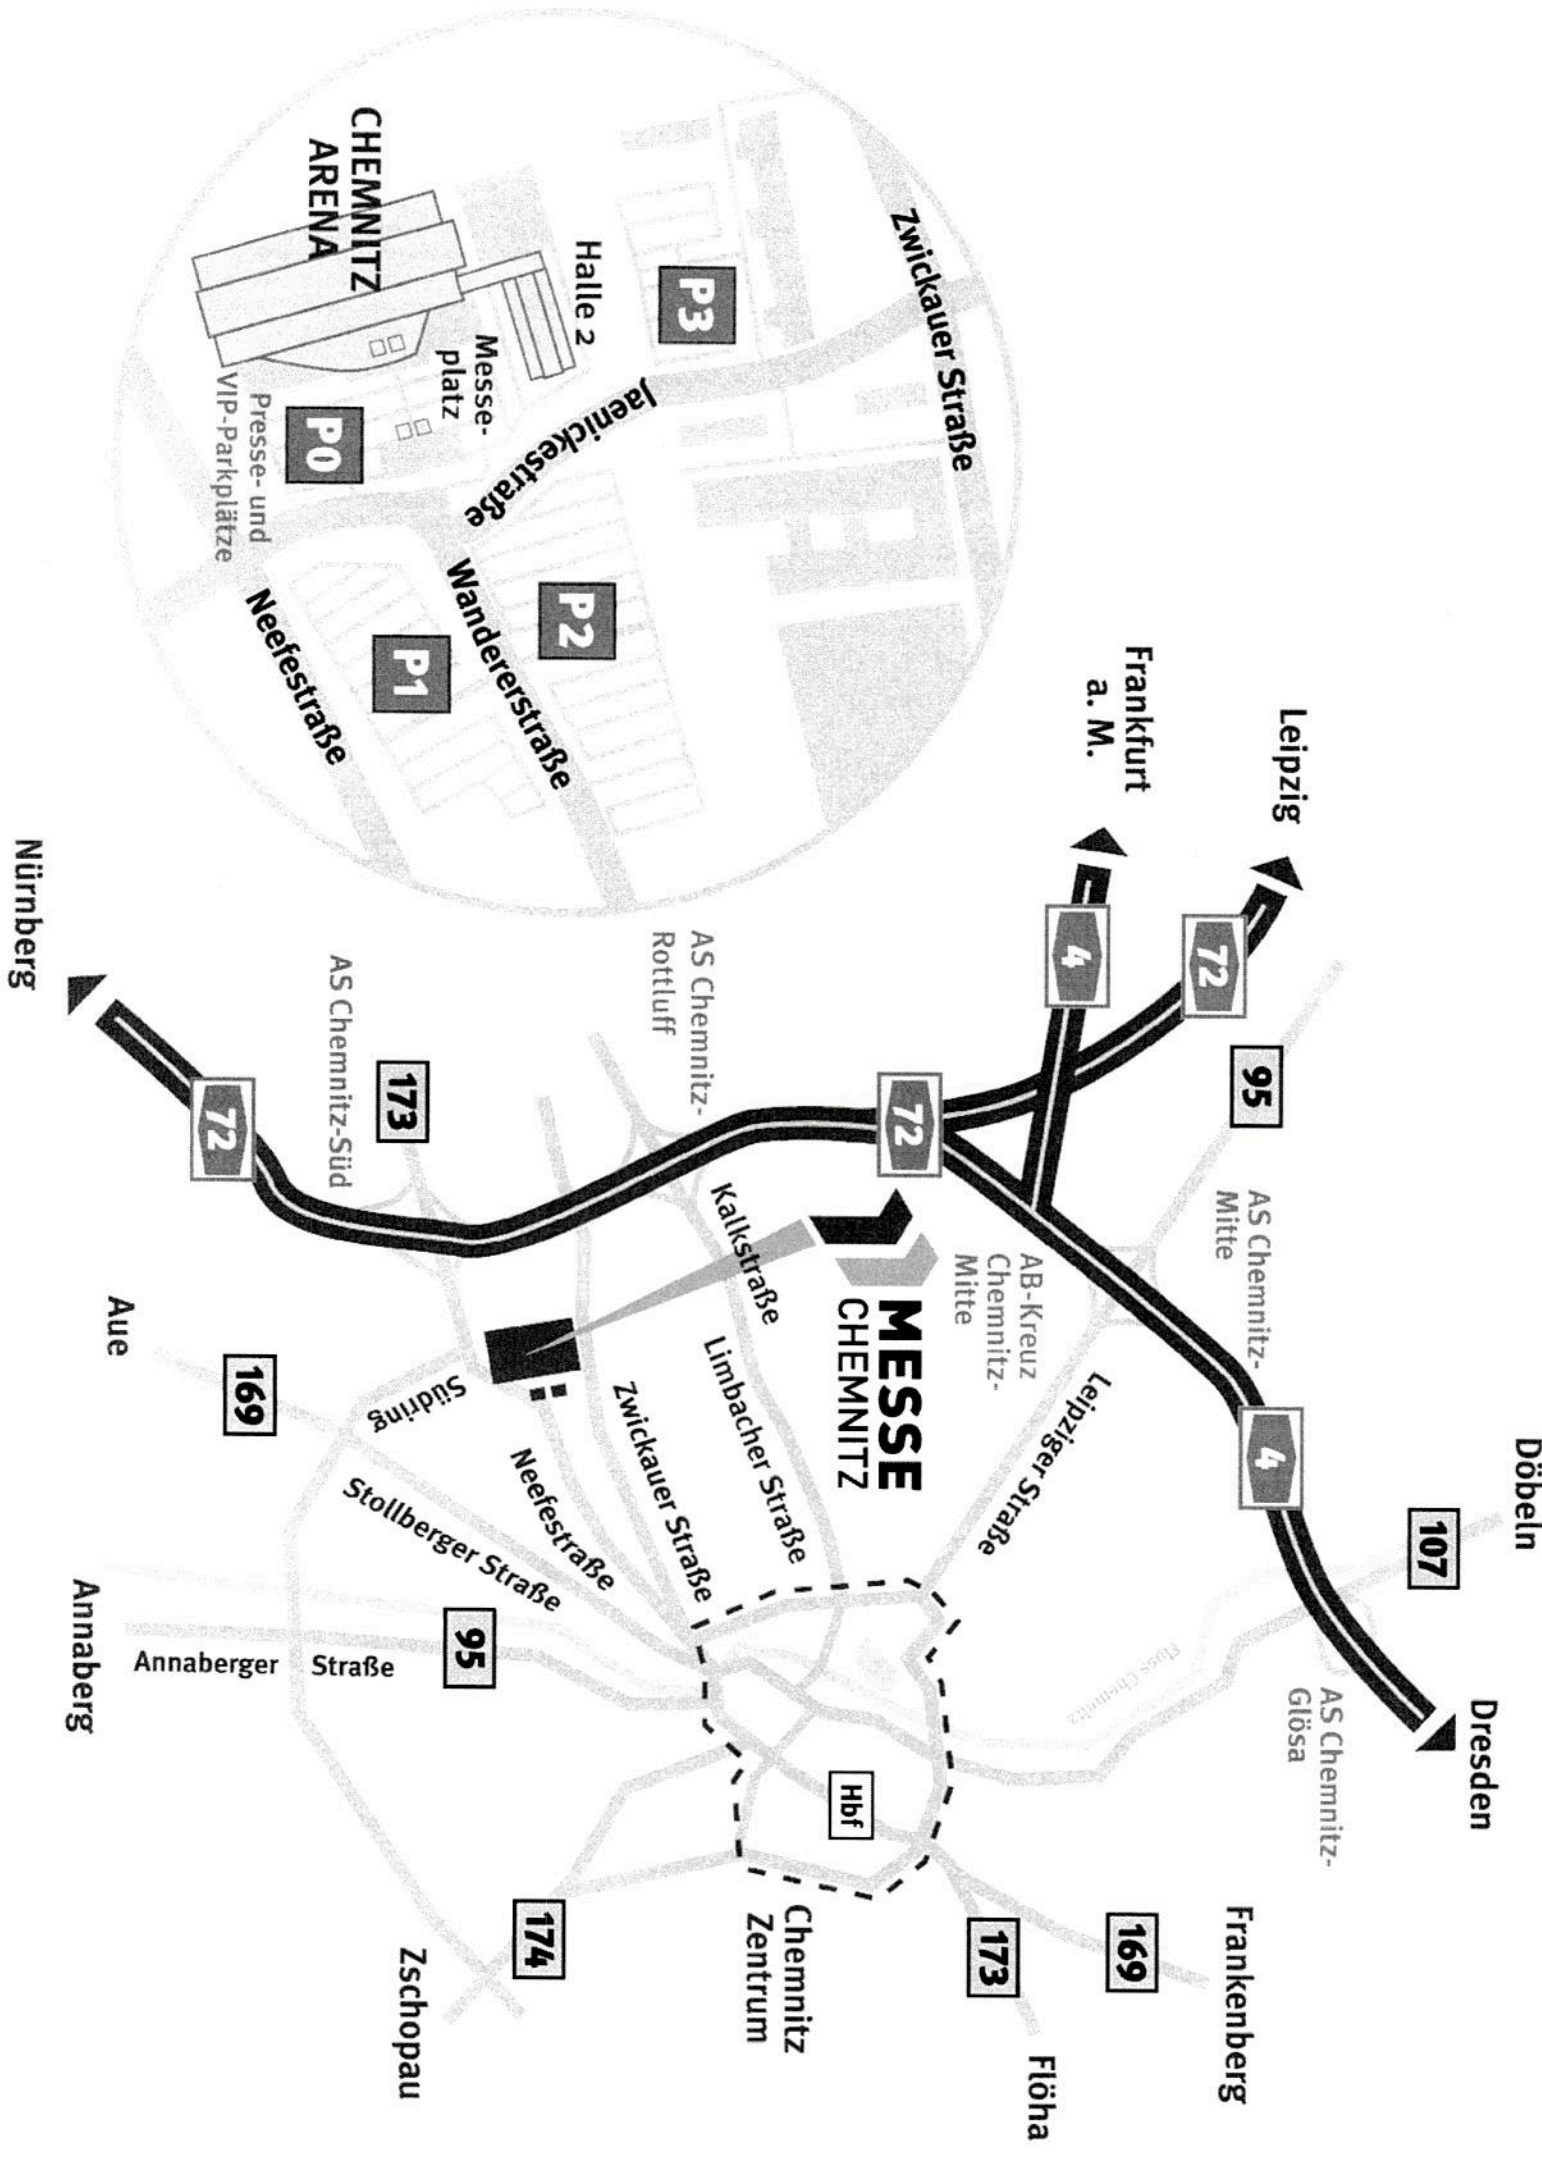 Leipzig
Frankfurt
a. M.
72
4
95
Döbeln
107
Dresden
4
AS Chemnitz-
Mitte
AS Chemnitz-
Glösa
Frankenberg
169
Fluss Chemnitz
Leipziger Straße
AB-Kreuz
Chemnitz-
Mitte
72
MESSE
CHEMNITZ
Hbf
173
Flöha
Chemnitz
Zentrum
Kalkstraße
Limbacher Straße
AS Chemnitz-
Rottluff
Zwickauer Straße
Neefestraße
Südring
Stollberger Straße
173
AS Chemnitz-Süd
95
174
Zschopau
Annaberger Straße
72
169
Nürnberg
Aue
Annaberg
Zwickauer Straße
P3
Halle 2
Jaenickestraße
Messe-
platz
P2
CHEMNITZ
ARENA
Wandererstraße
P1
P0
Presse- und
VIP-Parkplätze
Neefestraße